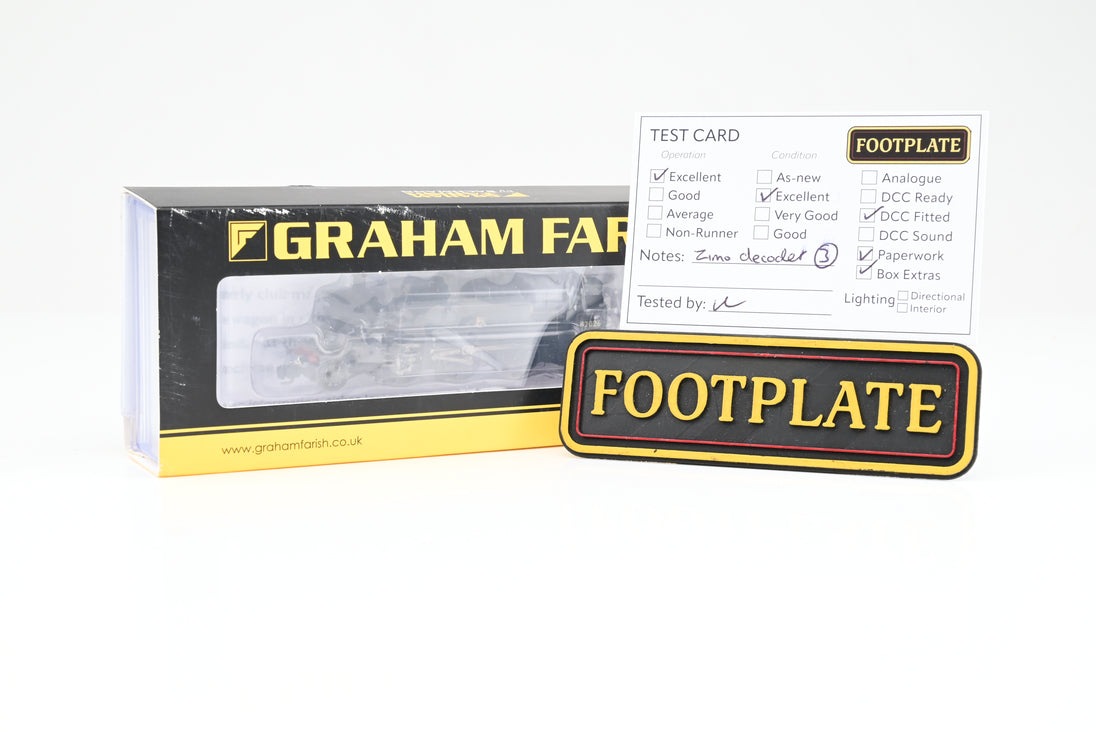 GRAHAM FAR
www.grahamfarish.co.uk
82026
TEST CARD
FOOTPLATE
Operation
Condition
Excellent
Good
Average
Non-Runner
As-new
Excellent
Very Good
Good
Analogue
DCC Ready
DCC Fitted
DCC Sound
Paperwork
Box Extras
Notes: Zimo decoder 3
Tested by:
Lighting
Directional
Interior
FOOTPLATE